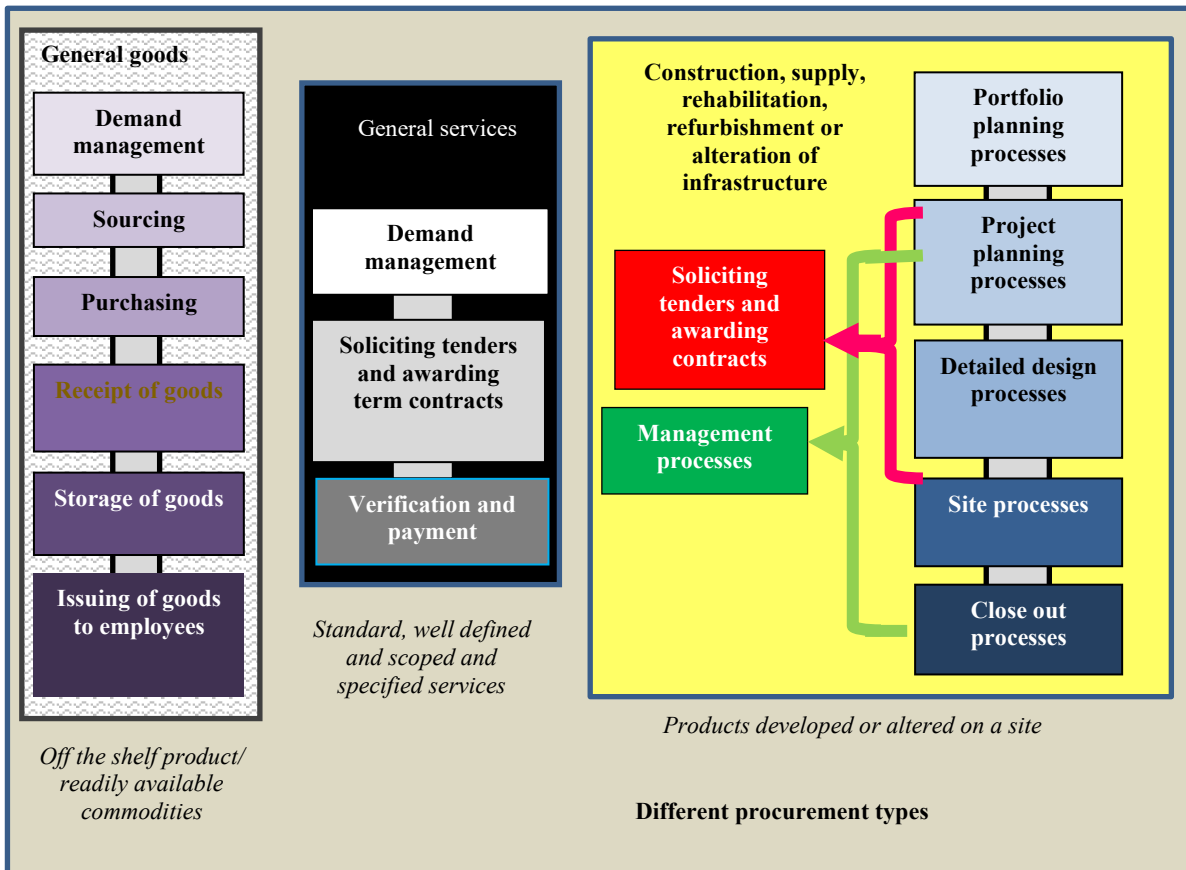 General goods
Demand
management
Sourcing
Purchasing
Receipt of goods
Storage of goods
Issuing of goods
to employees
Off the shelf product/
readily available
commodities
General services
Demand
management
Soliciting tenders
and awarding
term contracts
Verification and
payment
Standard, well defined
and scoped and
specified services
Construction, supply,
rehabilitation,
refurbishment or
alteration of
infrastructure
Soliciting
tenders and
awarding
contracts
Management
processes
Portfolio
planning
processes
Project
planning
processes
Detailed design
processes
Site processes
Close out
processes
Products developed or altered on a site
Different procurement types